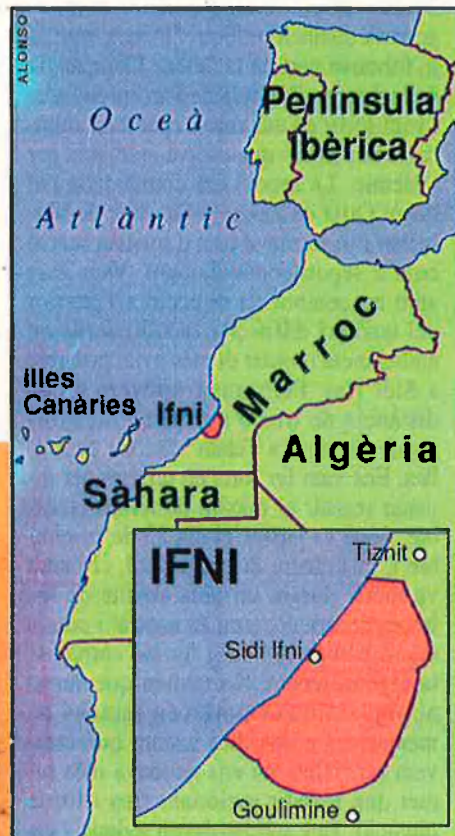 ALONSO
Oceà
Península
Ibèrica
Atlàntic
Marroc
Illes
Canàries
Ifni
Algèria
Sàhara
IFNI
Tiznit
Sidi Ifni
Goulimine